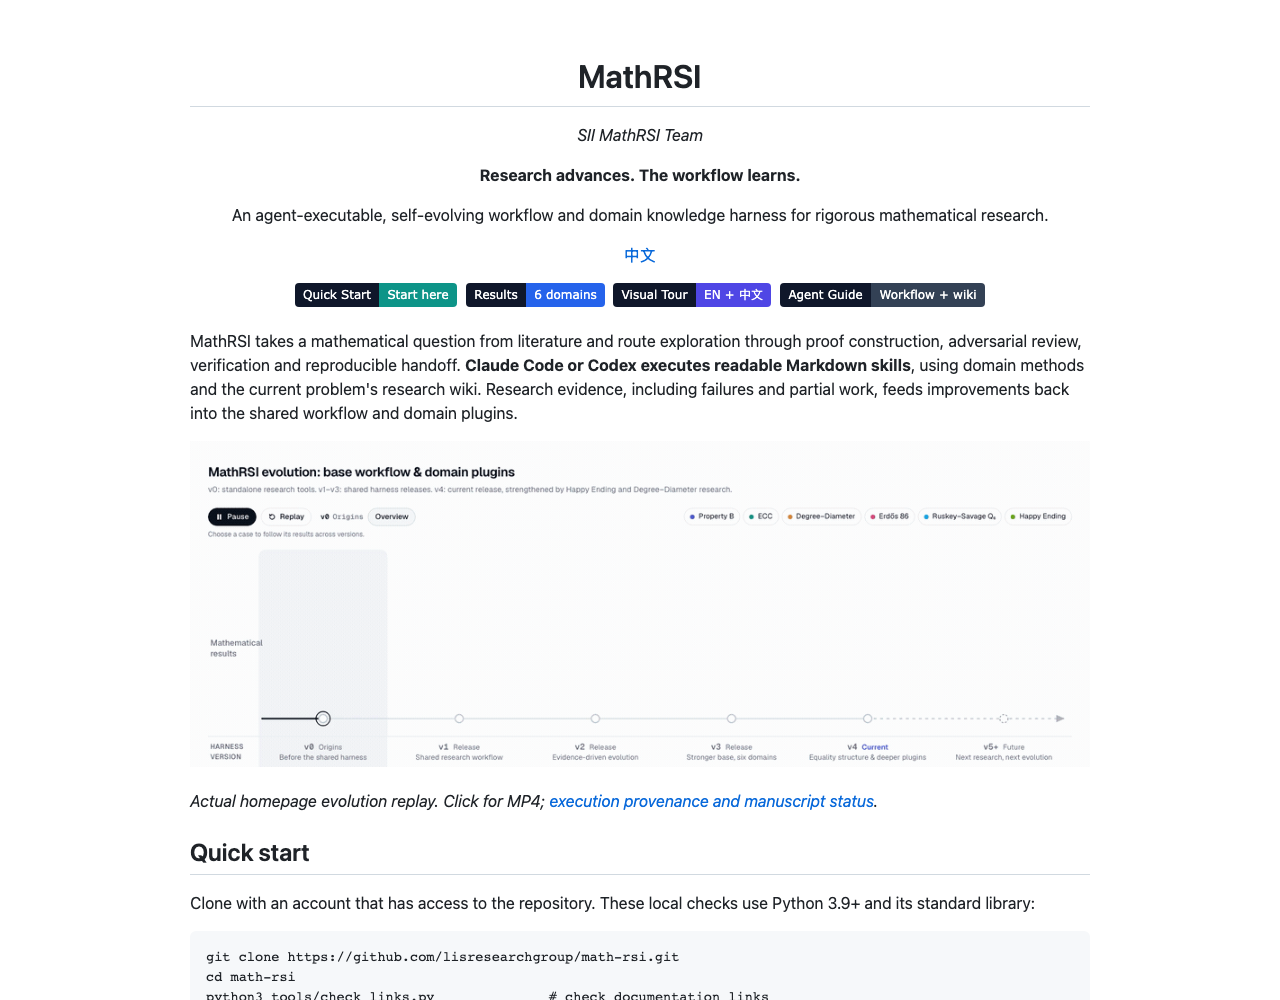 MathRSI
SII MathRSI Team
Research advances. The workflow learns.
An agent-executable, self-evolving workflow and domain knowledge harness for rigorous mathematical research.
中文
Quick Start Start here Results 6 domains Visual Tour EN + 中文 Agent Guide Workflow + wiki
MathRSI takes a mathematical question from literature and route exploration through proof construction, adversarial review,
verification and reproducible handoff. Claude Code or Codex executes readable Markdown skills, using domain methods
and the current problem's research wiki. Research evidence, including failures and partial work, feeds improvements back
into the shared workflow and domain plugins.
MathRSI evolution: base workflow & domain plugins
v0: standalone research tools. v1–v3: shared harness releases. v4: current release, strengthened by Happy Ending and Degree–Diameter research.
Pause Replay v0 Origins Overview Property B ECC Degree–Diameter Erdős 86 Ruskey–Savage Q₅ Happy Ending
Choose a case to follow its results across versions.
Mathematical
results
HARNESS
VERSION
v0 Origins
Before the shared harness
v1 Release
Shared research workflow
v2 Release
Evidence-driven evolution
v3 Release
Stronger base, six domains
v4 Current
Equality structure & deeper plugins
v5+ Future
Next research, next evolution
Actual homepage evolution replay. Click for MP4; execution provenance and manuscript status.
Quick start
Clone with an account that has access to the repository. These local checks use Python 3.9+ and its standard library:
git clone https://github.com/lisresearchgroup/math-rsi.git
cd math-rsi
python3 tools/check_links.py # check documentation links